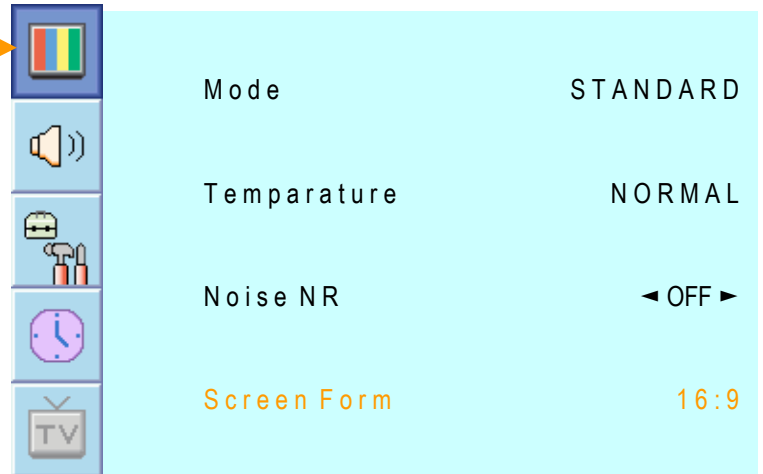 Mode STANDARD
Temparature NORMAL
Noise NR ◄ OFF ►
Screen Form 16:9
TV